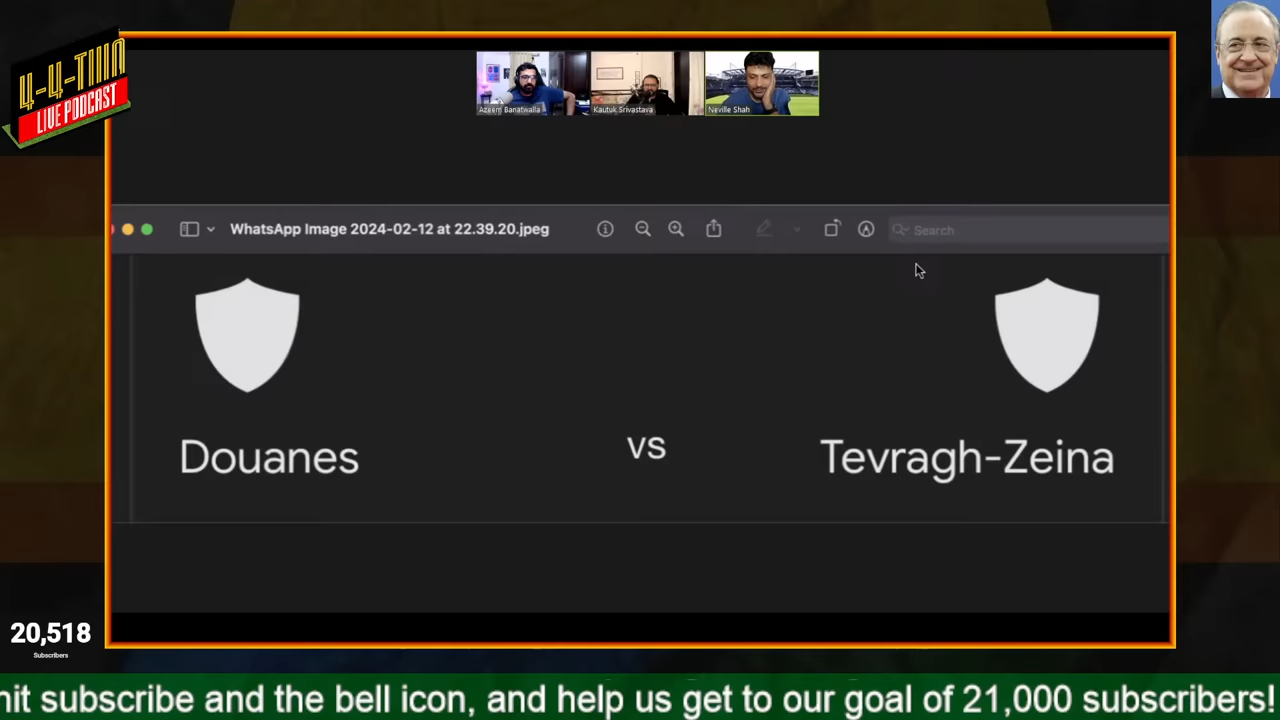 4-4-TWO
LIVE PODCAST
Azeem Banatwalla
Kautuk Srivastava
Neville Shah
WhatsApp Image 2024-02-12 at 22.39.20.jpeg
Search
Douanes
vs
Tevragh-Zeina
20,518
Subscribers
hit subscribe and the bell icon, and help us get to our goal of 21,000 subscribers!